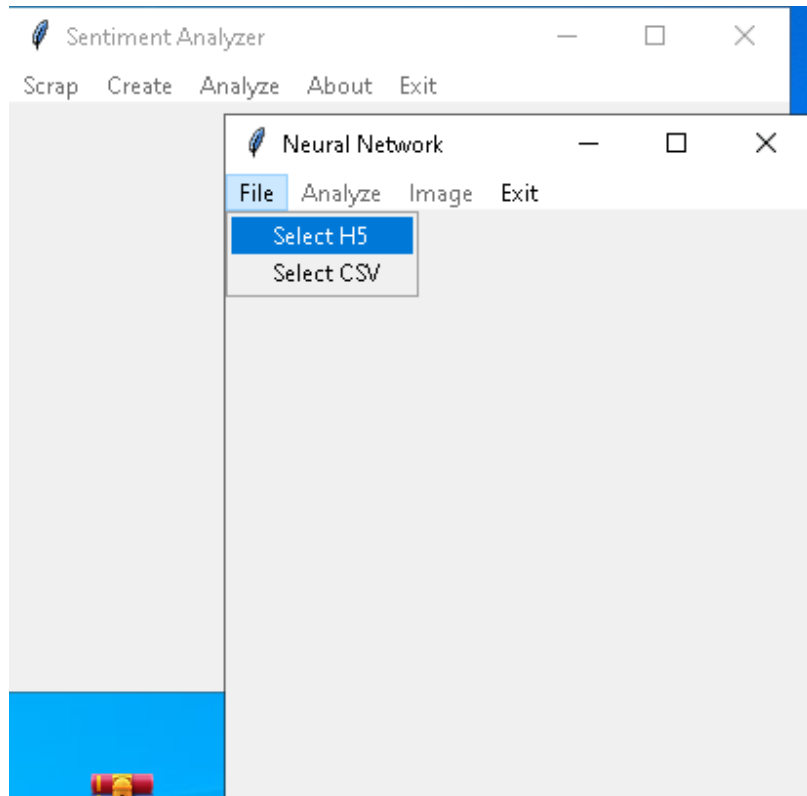 Sentiment Analyzer
Scrap Create Analyze About Exit
Neural Network
File Analyze Image Exit
Select H5
Select CSV